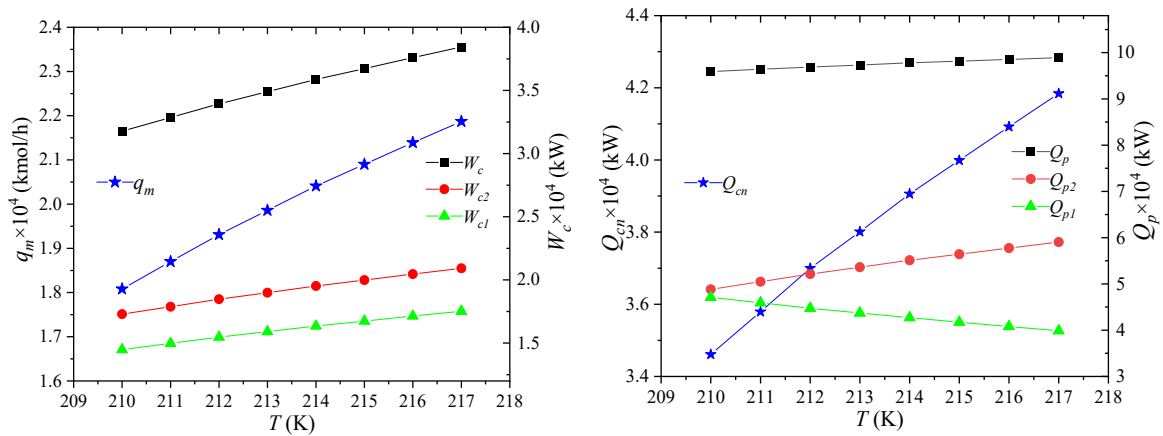 2.4
2.3
2.2
2.1
2.0
1.9
1.8
1.7
1.6
q_m×10^4 (kmol/h)
4.0
3.5
3.0
2.5
2.0
1.5
W_c×10^4 (kW)
q_m
W_c
W_c2
W_c1
209 210 211 212 213 214 215 216 217 218
T (K)
4.4
4.2
4.0
3.8
3.6
3.4
Q_cn×10^4 (kW)
10
9
8
7
6
5
4
3
Q_p×10^4 (kW)
Q_cn
Q_p
Q_p2
Q_p1
209 210 211 212 213 214 215 216 217 218
T (K)